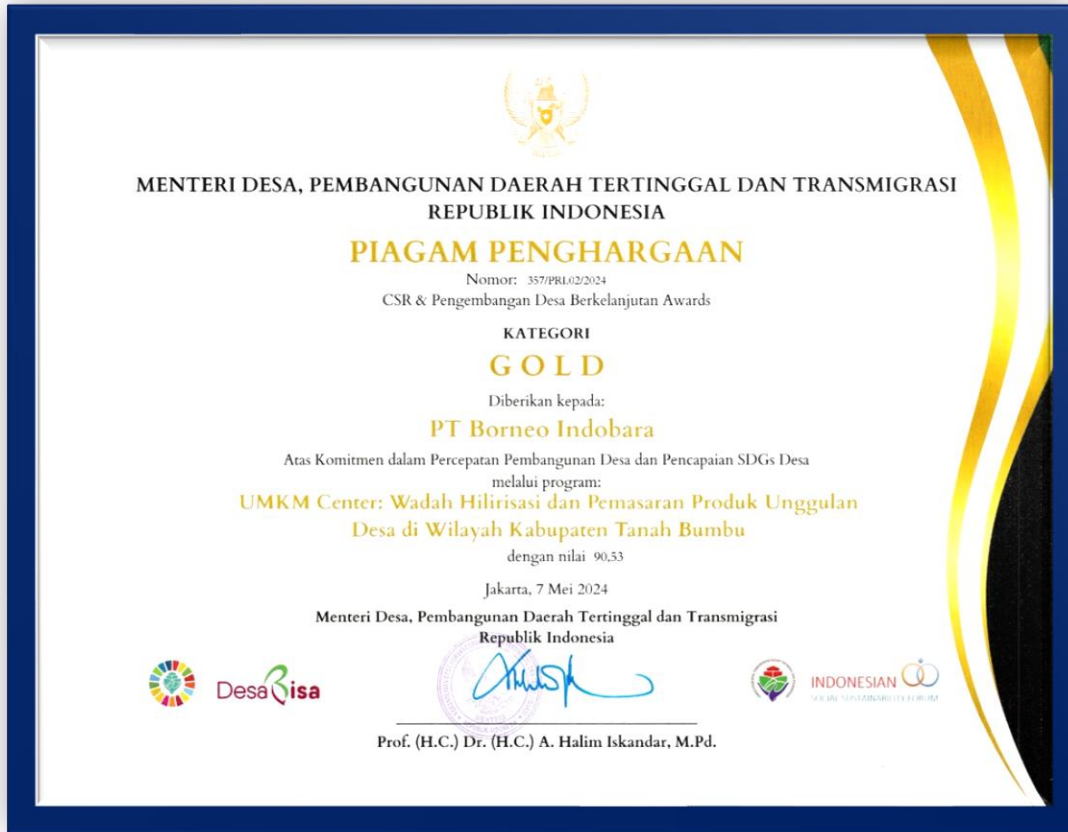 MENTERI DESA, PEMBANGUNAN DAERAH TERTINGGAL DAN TRANSMIGRASI
REPUBLIK INDONESIA
PIAGAM PENGHARGAAN
Nomor: 357/PRI.02/2024
CSR & Pengembangan Desa Berkelanjutan Awards
KATEGORI
GOLD
Diberikan kepada:
PT Borneo Indobara
Atas Komitmen dalam Percepatan Pembangunan Desa dan Pencapaian SDGs Desa
melalui program:
UMKM Center: Wadah Hilirisasi dan Pemasaran Produk Unggulan
Desa di Wilayah Kabupaten Tanah Bumbu
dengan nilai 90,53
Jakarta, 7 Mei 2024
Menteri Desa, Pembangunan Daerah Tertinggal dan Transmigrasi
Republik Indonesia
DesaBisa
INDONESIAN
SOCIAL SUSTAINABILITY FORUM
Prof. (H.C.) Dr. (H.C.) A. Halim Iskandar, M.Pd.